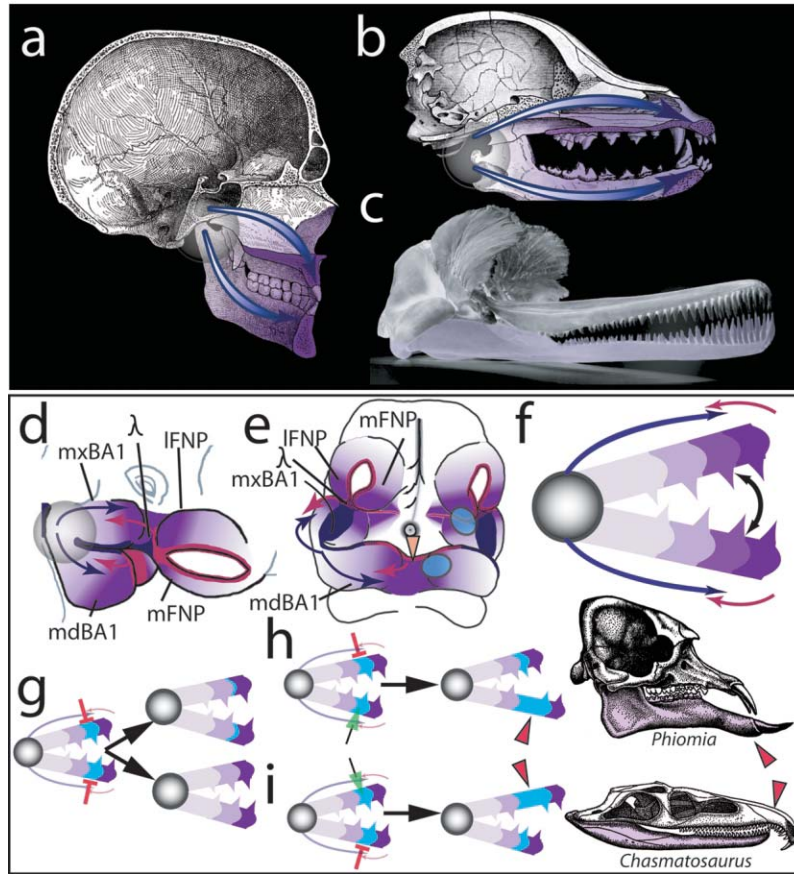 a
b
c
d
λ
lFNP
mxBA1
mdBA1
mFNP
e
mFNP
lFNP
λ
mxBA1
mdBA1
f
g
h
i
Phiomia
Chasmatosaurus